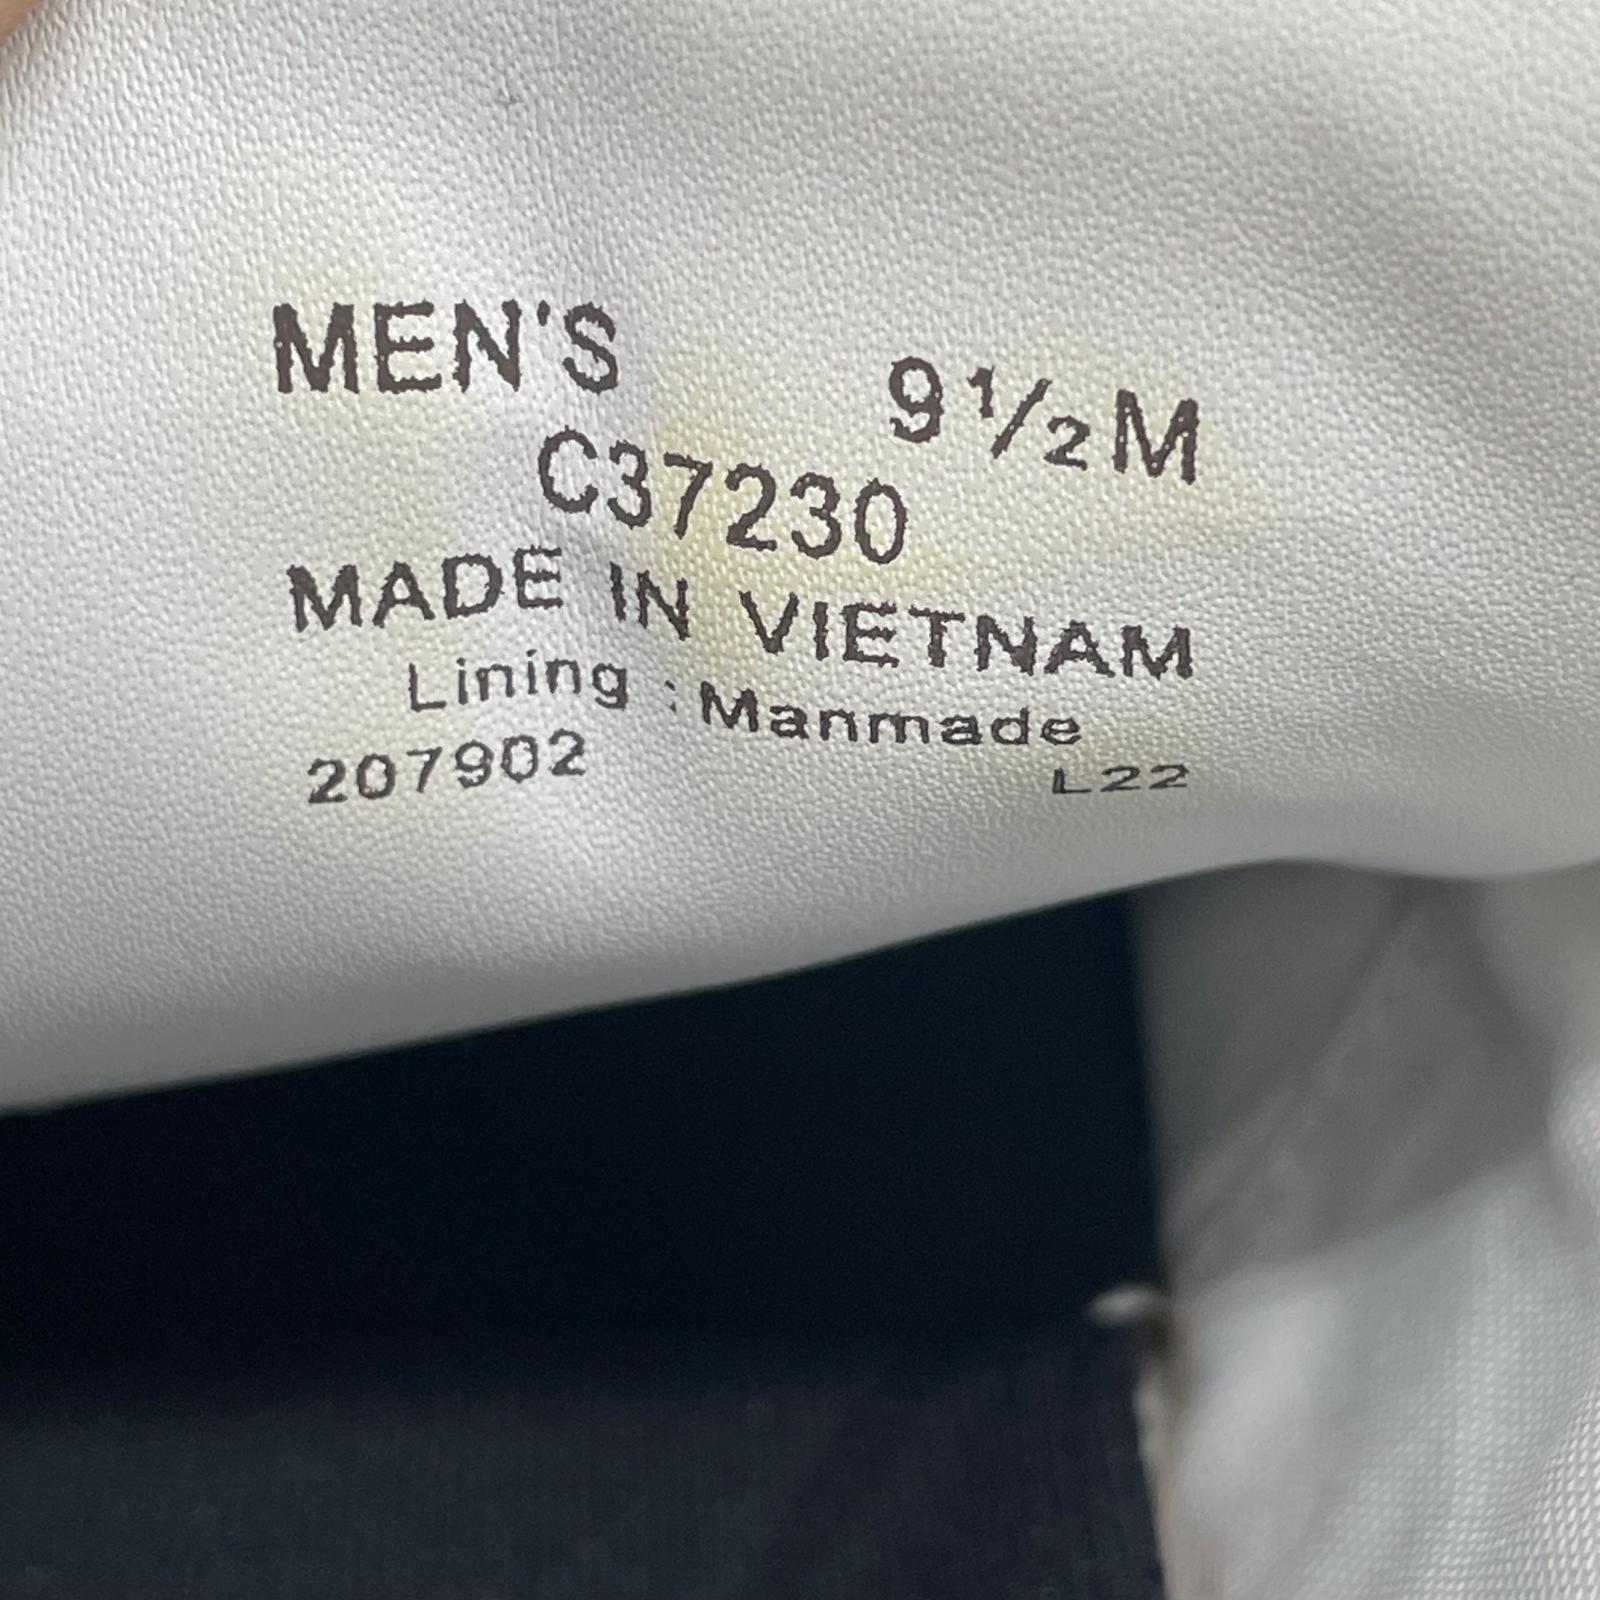 MEN'S 9½M
C37230
MADE IN VIETNAM
Lining : Manmade
207902 L22